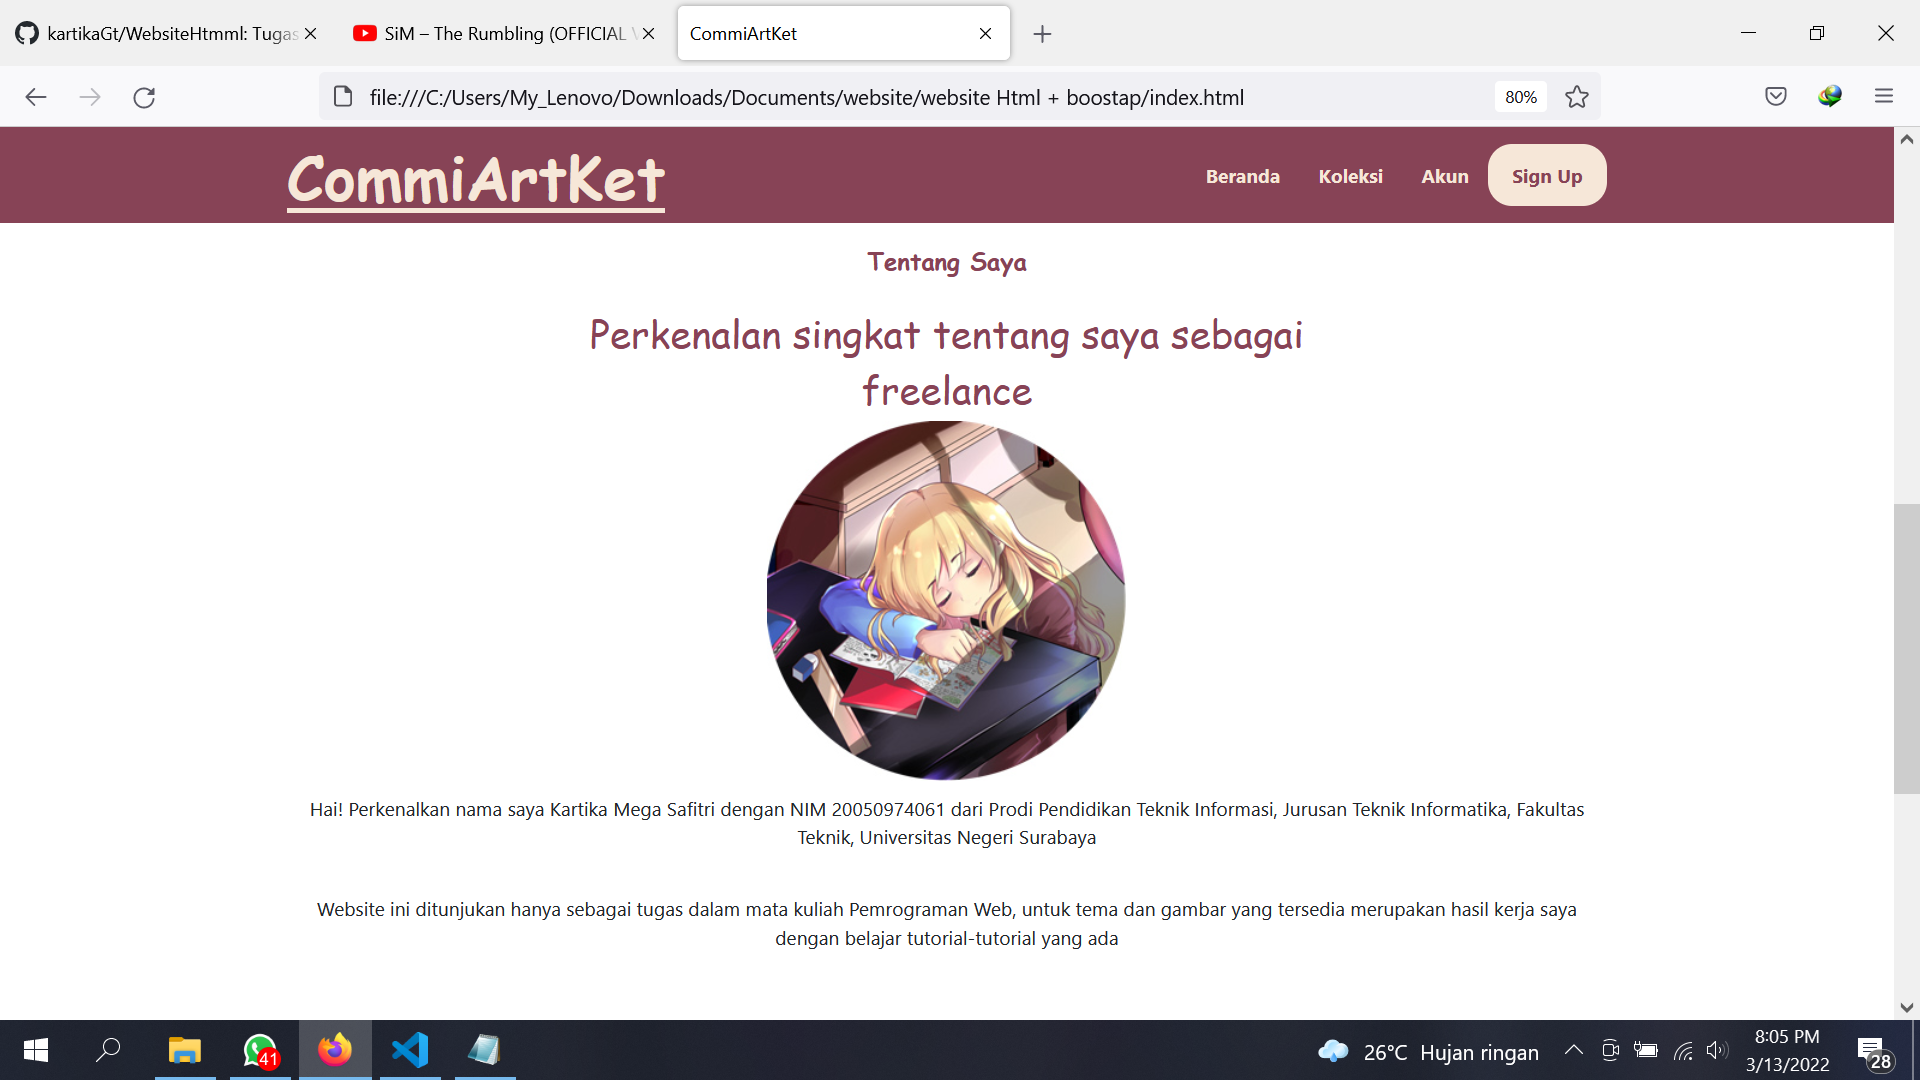 kartikaGt/WebsiteHtmml: Tugas
SiM – The Rumbling (OFFICIAL
CommiArtKet
file:///C:/Users/My_Lenovo/Downloads/Documents/website/website Html + boostap/index.html
80%
CommiArtKet
Beranda
Koleksi
Akun
Sign Up
Tentang Saya
Perkenalan singkat tentang saya sebagai
freelance
Hai! Perkenalkan nama saya Kartika Mega Safitri dengan NIM 20050974061 dari Prodi Pendidikan Teknik Informasi, Jurusan Teknik Informatika, Fakultas
Teknik, Universitas Negeri Surabaya
Website ini ditunjukan hanya sebagai tugas dalam mata kuliah Pemrograman Web, untuk tema dan gambar yang tersedia merupakan hasil kerja saya
dengan belajar tutorial-tutorial yang ada
41
26°C Hujan ringan
8:05 PM
3/13/2022
28